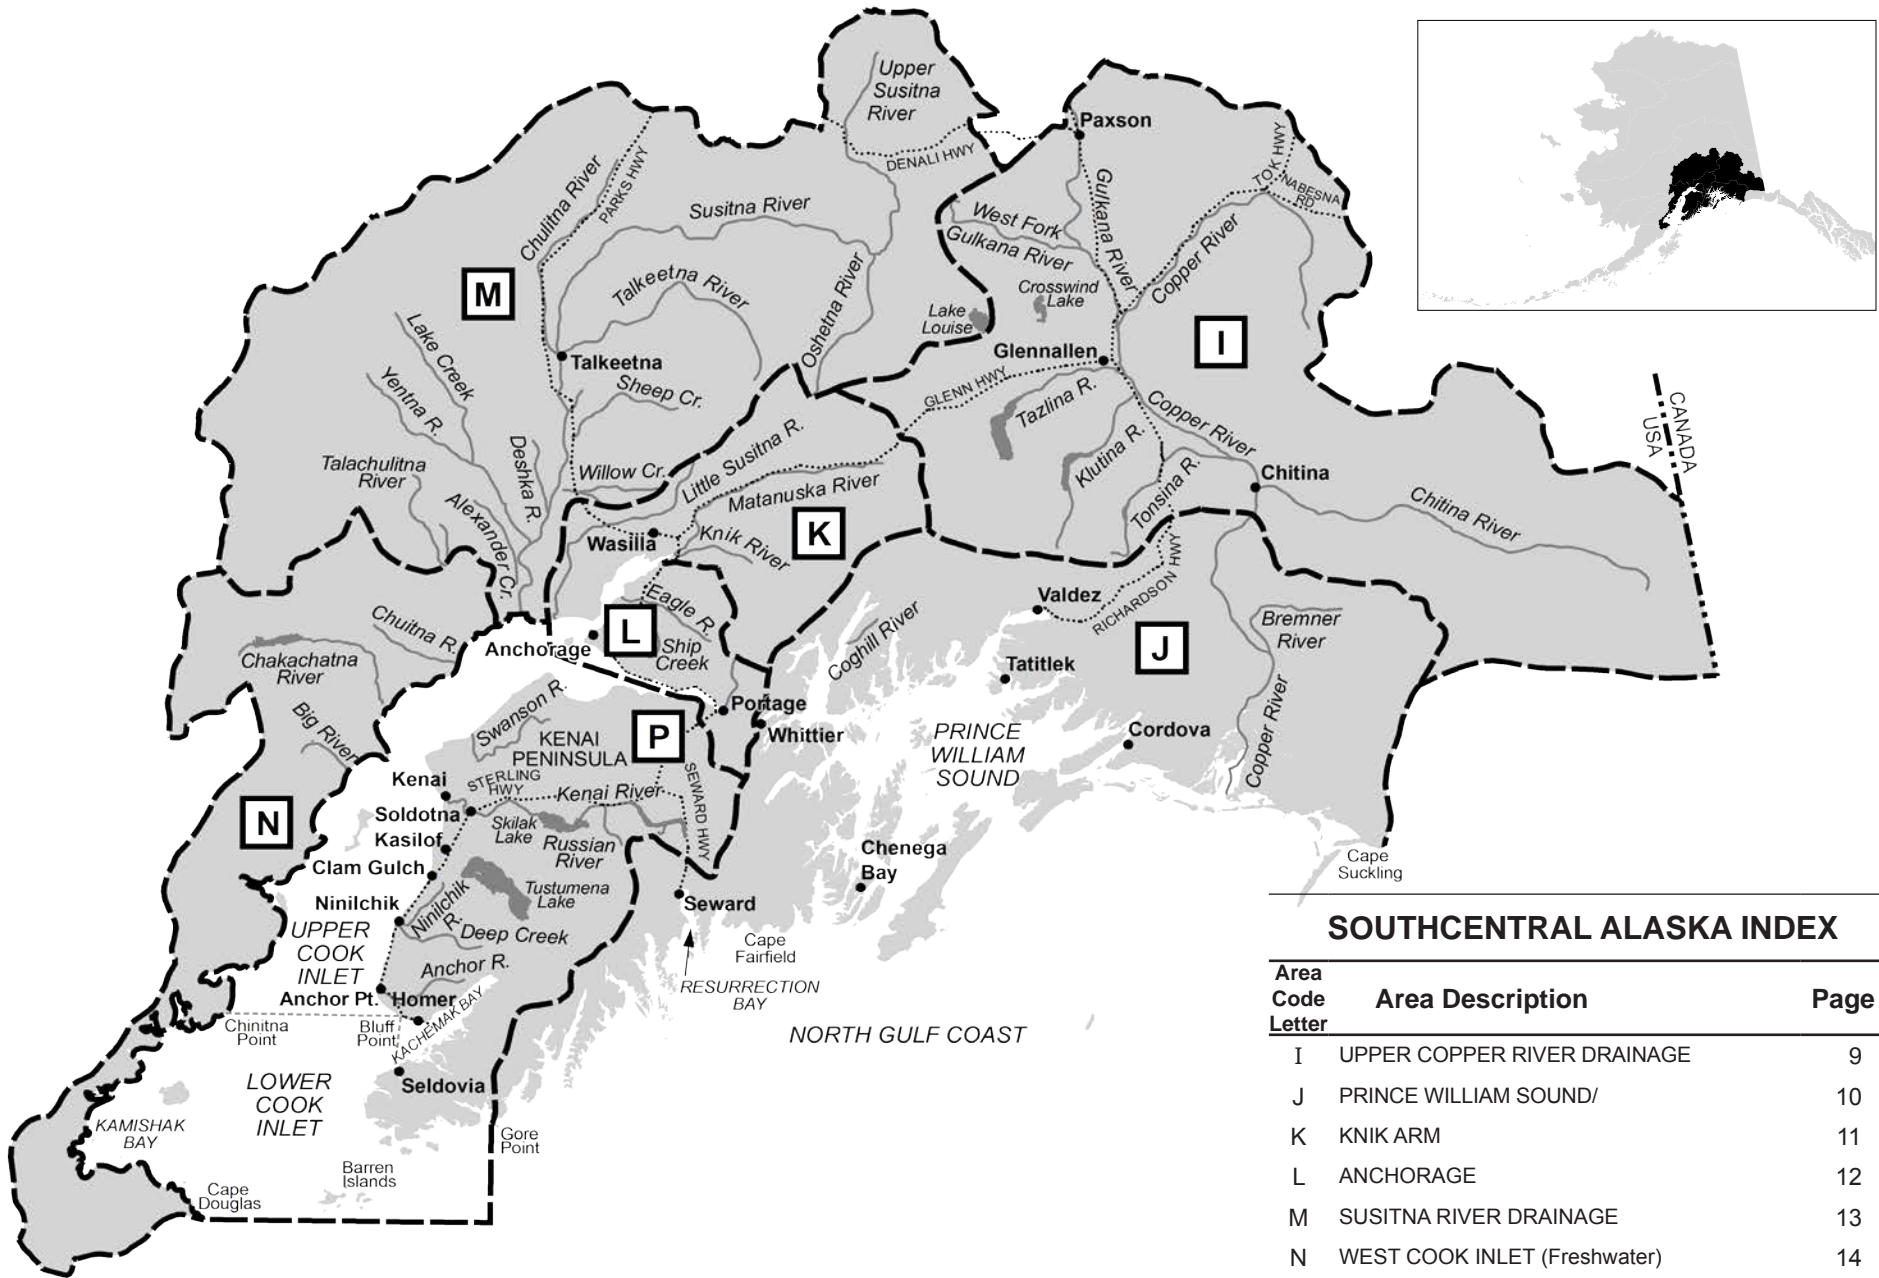 Upper
Susitna
River
Paxson
DENALI HWY
TOK HWY
NABESNA
RD
Chulitna River
PARKS HWY
Susitna River
West Fork
Gulkana River
Gulkana River
Copper River
M
Talkeetna River
Oshetna River
Crosswind
Lake
Lake
Louise
I
Lake Creek
Talkeetna
Glennallen
Yentna R.
Sheep Cr.
GLENN HWY
Tazlina R.
Copper River
CANADA
USA
Deshka R.
Little Susitna R.
Klutina R.
Talachulitna
River
Willow Cr.
Chitina
Matanuska River
Tonsina R.
Chitina River
Alexander Cr.
Wasilla
Knik River
K
RICHARDSON HWY
Eagle R.
Valdez
Chuitna R.
L
Coghill River
Bremner
River
Anchorage
Ship
Creek
J
Chakachatna
River
Tatitlek
Big River
Swanson R.
Portage
P
Whittier
KENAI
PENINSULA
PRINCE
WILLIAM
SOUND
Cordova
Copper River
Kenai
STERLING
HWY
Kenai River
SEWARD HWY
N
Soldotna
Skilak
Lake
Kasilof
Russian
River
Chenega
Bay
Cape
Suckling
Clam Gulch
Tustumena
Lake
Ninilchik
Ninilchik
R.
Seward
UPPER
COOK
INLET
Deep Creek
Cape
Fairfield
Anchor R.
RESURRECTION
BAY
Anchor Pt.
Homer
KACHEMAK BAY
Chinitna
Point
Bluff
Point
NORTH GULF COAST
LOWER
COOK
INLET
Seldovia
KAMISHAK
BAY
Gore
Point
Barren
Islands
Cape
Douglas
SOUTHCENTRAL ALASKA INDEX
Area
Code
Letter
Area Description
Page
I UPPER COPPER RIVER DRAINAGE 9
J PRINCE WILLIAM SOUND/ 10
K KNIK ARM 11
L ANCHORAGE 12
M SUSITNA RIVER DRAINAGE 13
N WEST COOK INLET (Freshwater) 14